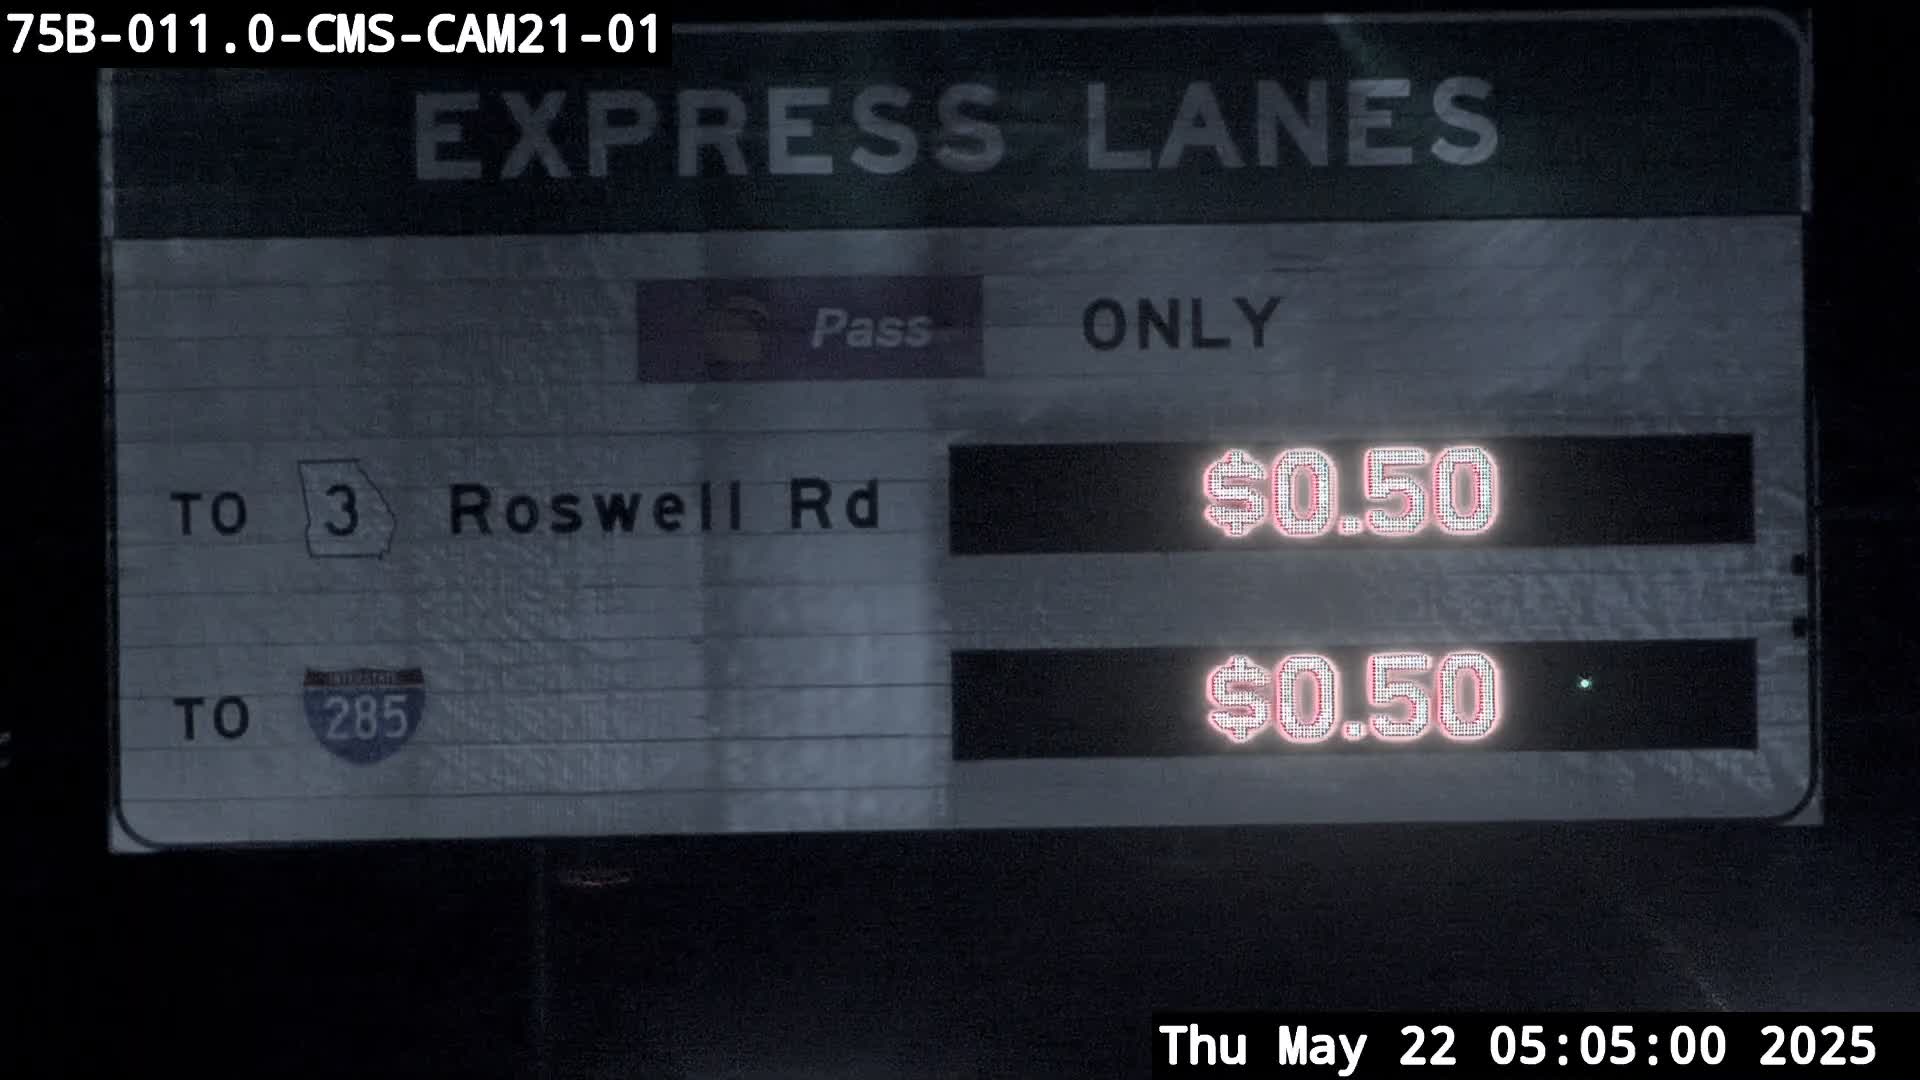 75B-011.0-CMS-CAM21-01
EXPRESS LANES
Pass ONLY
TO 3 Roswell Rd $0.50
TO INTERSTATE 285 $0.50
Thu May 22 05:05:00 2025